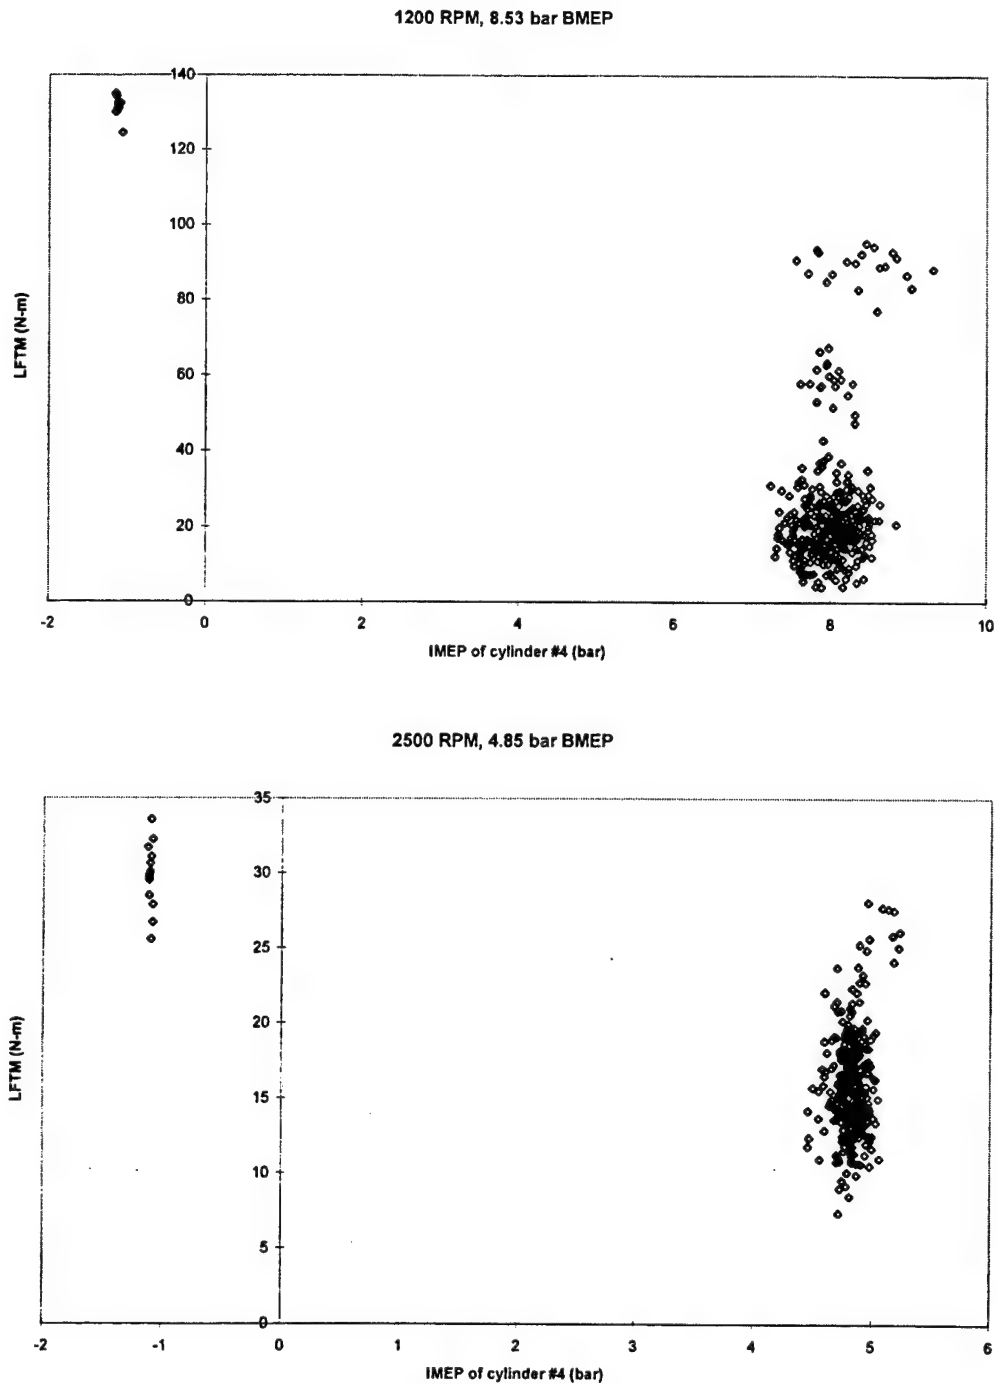 1200 RPM, 8.53 bar BMEP
140
120
100
80
60
40
20
0
LFTM (N-m)
-2 0 2 4 6 8 10
IMEP of cylinder #4 (bar)
2500 RPM, 4.85 bar BMEP
35
30
25
20
15
10
5
0
LFTM (N-m)
-2 -1 0 1 2 3 4 5 6
IMEP of cylinder #4 (bar)